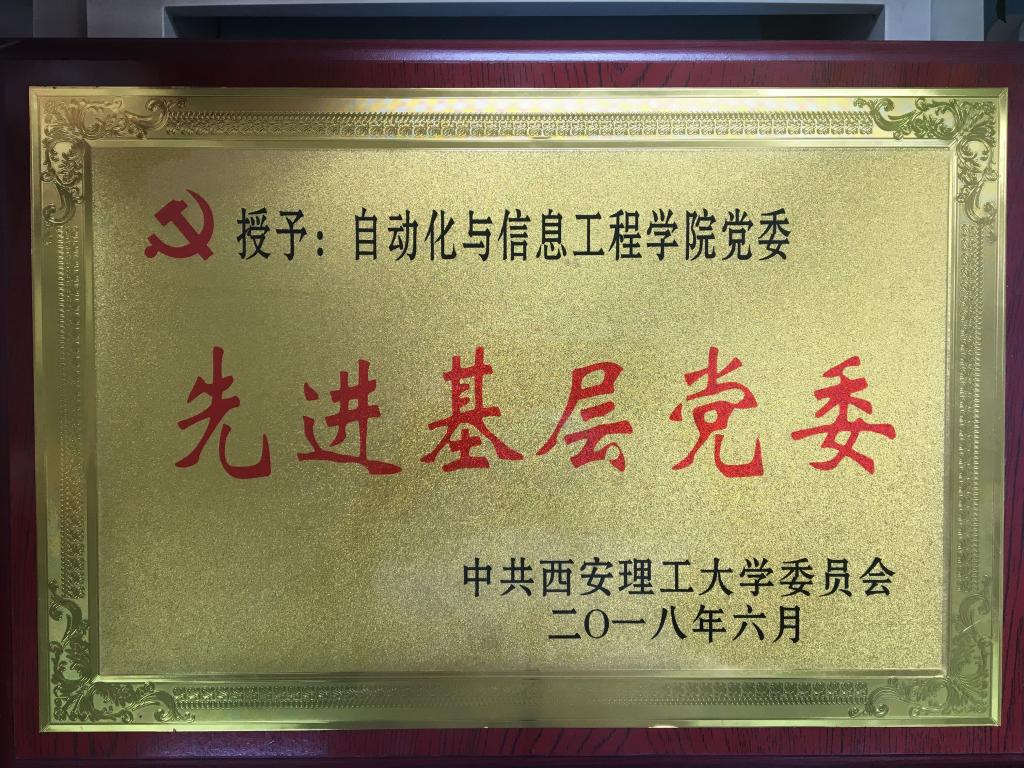 授予：自动化与信息工程学院党委
先进基层党委
中共西安理工大学委员会
二〇一八年六月